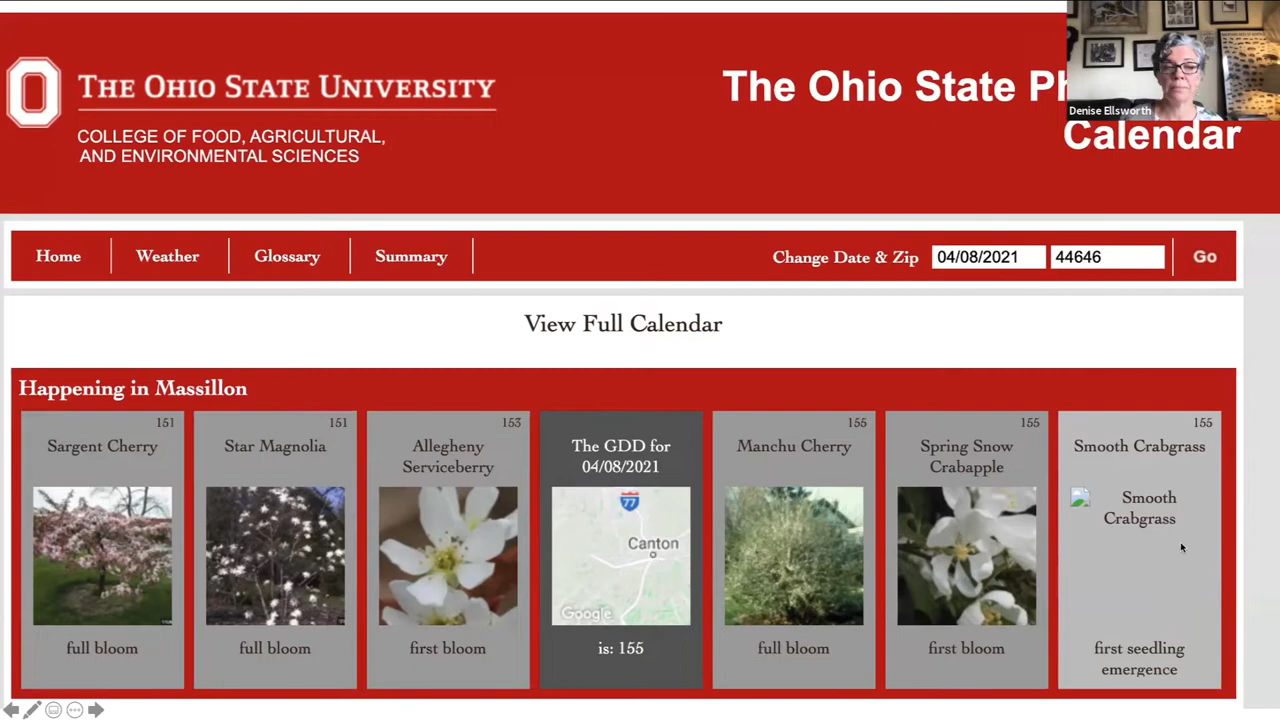 THE OHIO STATE UNIVERSITY
COLLEGE OF FOOD, AGRICULTURAL,
AND ENVIRONMENTAL SCIENCES
The Ohio State
Calendar
Denise Ellsworth
Home
Weather
Glossary
Summary
Change Date & Zip
04/08/2021
44646
Go
View Full Calendar
Happening in Massillon
151
Sargent Cherry
full bloom
151
Star Magnolia
full bloom
153
Allegheny
Serviceberry
first bloom
The GDD for
04/08/2021
77
Canton
Google
is: 155
155
Manchu Cherry
full bloom
155
Spring Snow
Crabapple
first bloom
155
Smooth Crabgrass
Smooth
Crabgrass
first seedling
emergence